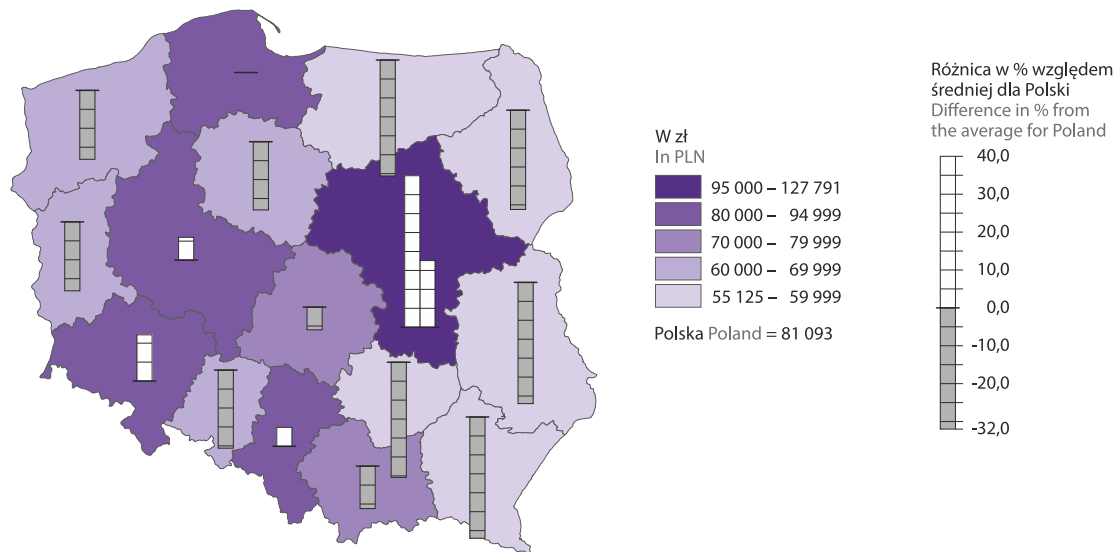 W zł
In PLN
95 000 – 127 791
80 000 – 94 999
70 000 – 79 999
60 000 – 69 999
55 125 – 59 999
Polska Poland = 81 093
Różnica w % względem
średniej dla Polski
Difference in % from
the average for Poland
40,0
30,0
20,0
10,0
0,0
-10,0
-20,0
-32,0